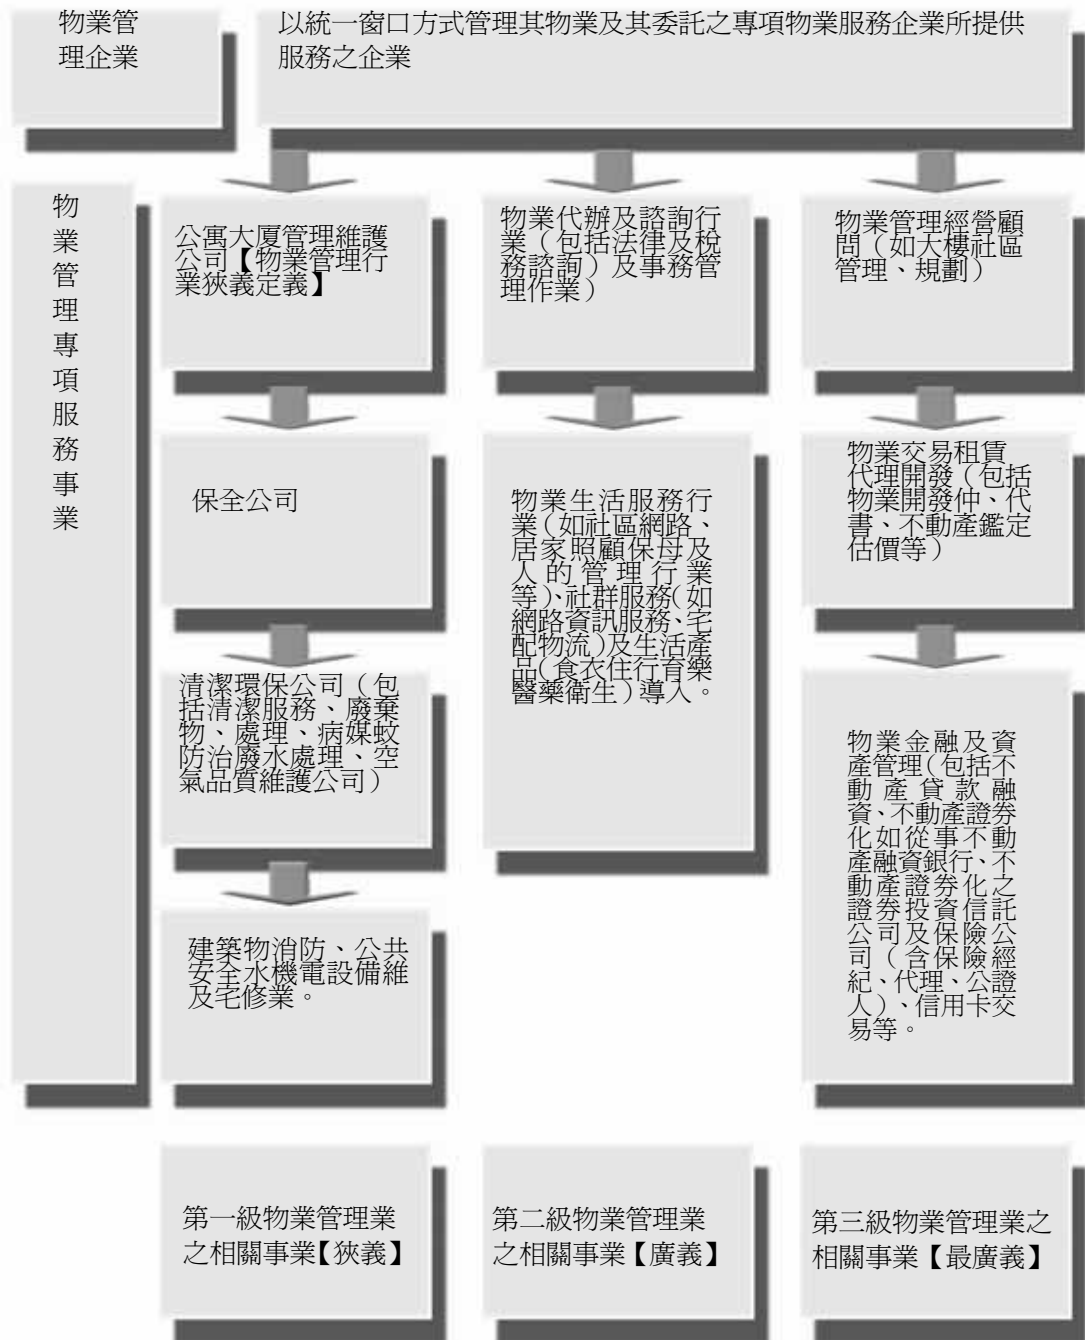 物業管
理企業
以統一窗口方式管理其物業及其委託之專項物業服務企業所提供
服務之企業
物
業
管
理
專
項
服
務
事
業
公寓大廈管理維護
公司【物業管理行
業狹義定義】
物業代辦及諮詢行
業（包括法律及稅
務諮詢）及事務管
理作業）
物業管理經營顧
問（如大樓社區
管理、規劃）
保全公司
物業生活服務行
業（如社區網路、
居家照顧保母及
人的管理行業
等）、社群服務（如
網路資訊服務、宅
配物流）及生活產
品（食衣住行育樂
醫藥衛生）導入。
物業交易租賃
代理開發（包括
物業開發仲、代
書、不動產鑑定
估價等）
清潔環保公司（包
括清潔服務、廢棄
物、處理、病媒蚊
防治廢水處理、空
氣品質維護公司）
物業金融及資
產管理（包括不
動產貸款融
資、不動產證券
化如從事不動
產融資銀行、不
動產證券化之
證券投資信託
公司及保險公
司（含保險經
紀、代理、公證
人）、信用卡交
易等。
建築物消防、公共
安全水機電設備維
及宅修業。
第一級物業管理業
之相關事業【狹義】
第二級物業管理業
之相關事業【廣義】
第三級物業管理業之
相關事業【最廣義】